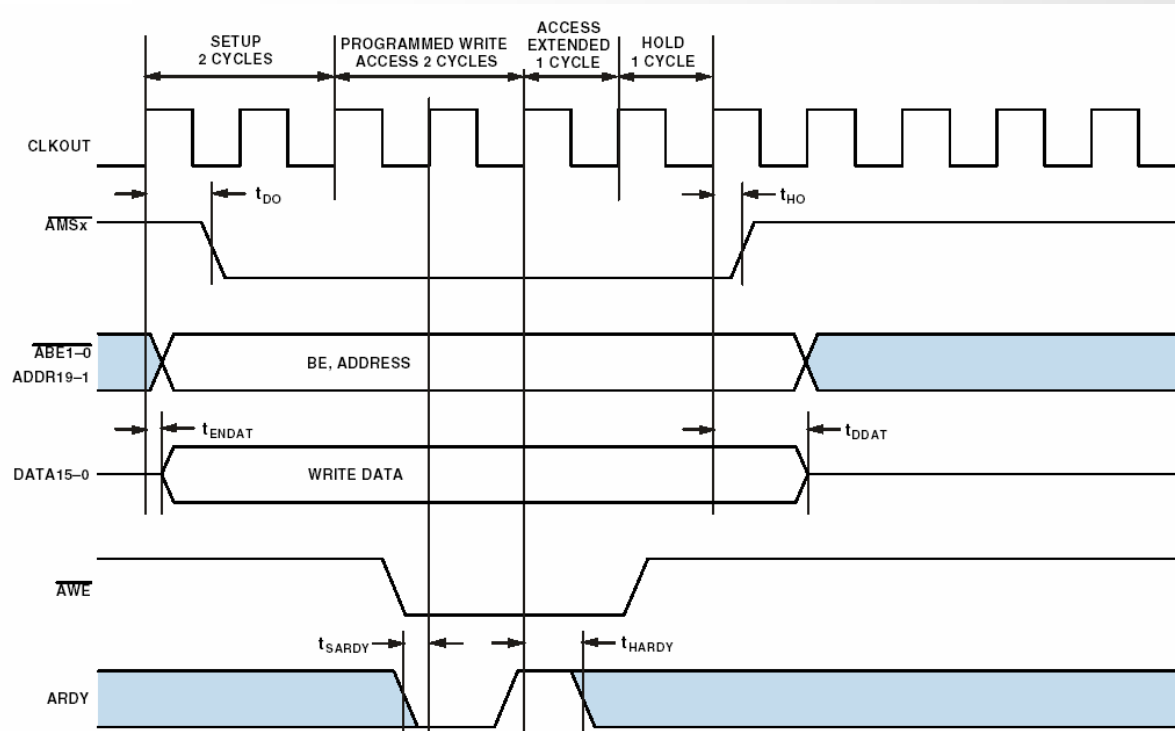 SETUP
2 CYCLES
PROGRAMMED WRITE
ACCESS 2 CYCLES
ACCESS
EXTENDED
1 CYCLE
HOLD
1 CYCLE
CLKOUT
tDO
tHO
AMSx
ABE1–0
ADDR19–1
BE, ADDRESS
tENDAT
tDDAT
DATA15–0
WRITE DATA
AWE
tSARDY
tHARDY
ARDY